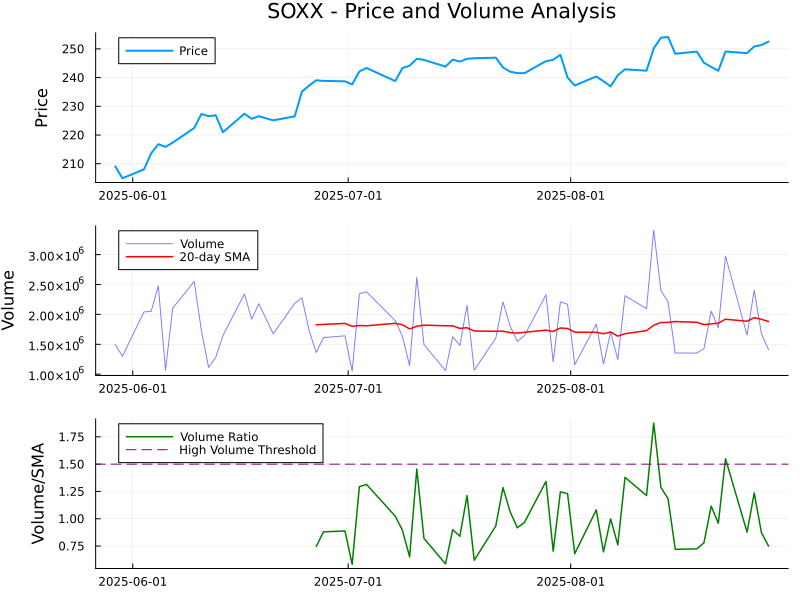 SOXX - Price and Volume Analysis
Price
250
240
230
220
210
Price
2025-06-01
2025-07-01
2025-08-01
Volume
20-day SMA
3.00×10⁶
2.50×10⁶
2.00×10⁶
1.50×10⁶
1.00×10⁶
Volume
2025-06-01
2025-07-01
2025-08-01
Volume Ratio
High Volume Threshold
1.75
1.50
1.25
1.00
0.75
Volume/SMA
2025-06-01
2025-07-01
2025-08-01